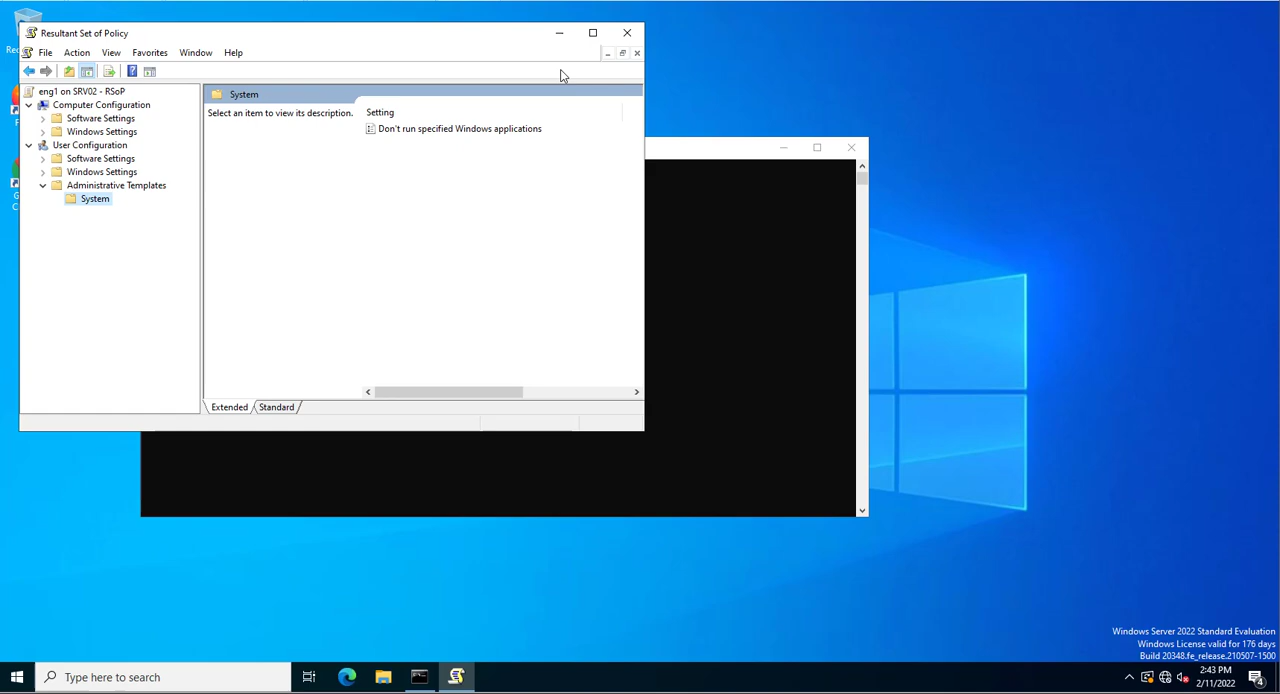 Resultant Set of Policy
File Action View Favorites Window Help
eng1 on SRV02 - RSoP
Computer Configuration
Software Settings
Windows Settings
User Configuration
Software Settings
Windows Settings
Administrative Templates
System
System
Select an item to view its description.
Setting
Don't run specified Windows applications
Extended Standard
Windows Server 2022 Standard Evaluation
Windows License valid for 176 days
Build 20348.fe_release.210507-1500
Type here to search
2:43 PM
2/11/2022
4